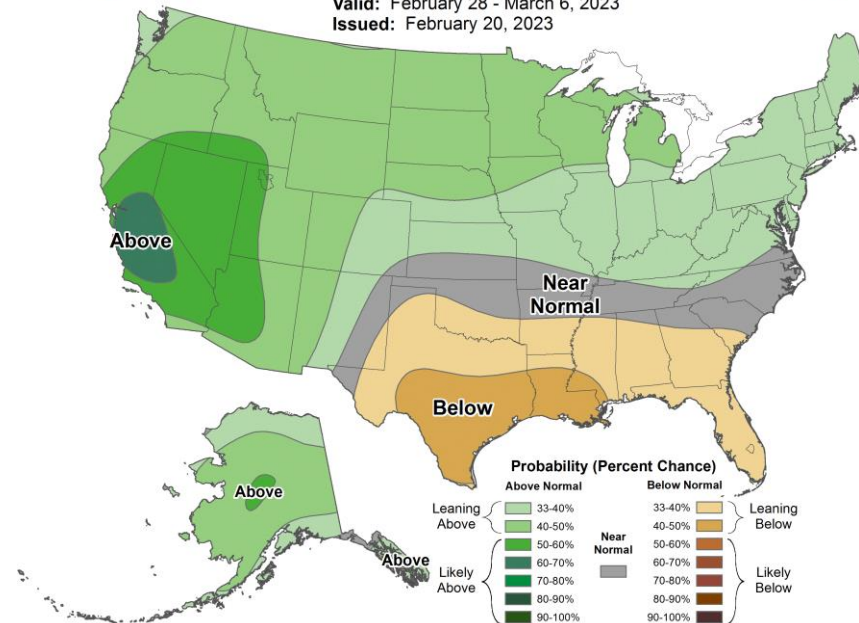 Valid: February 28 - March 6, 2023
Issued: February 20, 2023
Above
Near
Normal
Below
Above
Above
Probability (Percent Chance)
Above Normal
Below Normal
Leaning
Above
33-40%
40-50%
50-60%
60-70%
70-80%
80-90%
90-100%
Likely
Above
Near
Normal
33-40%
40-50%
50-60%
60-70%
70-80%
80-90%
90-100%
Leaning
Below
Likely
Below